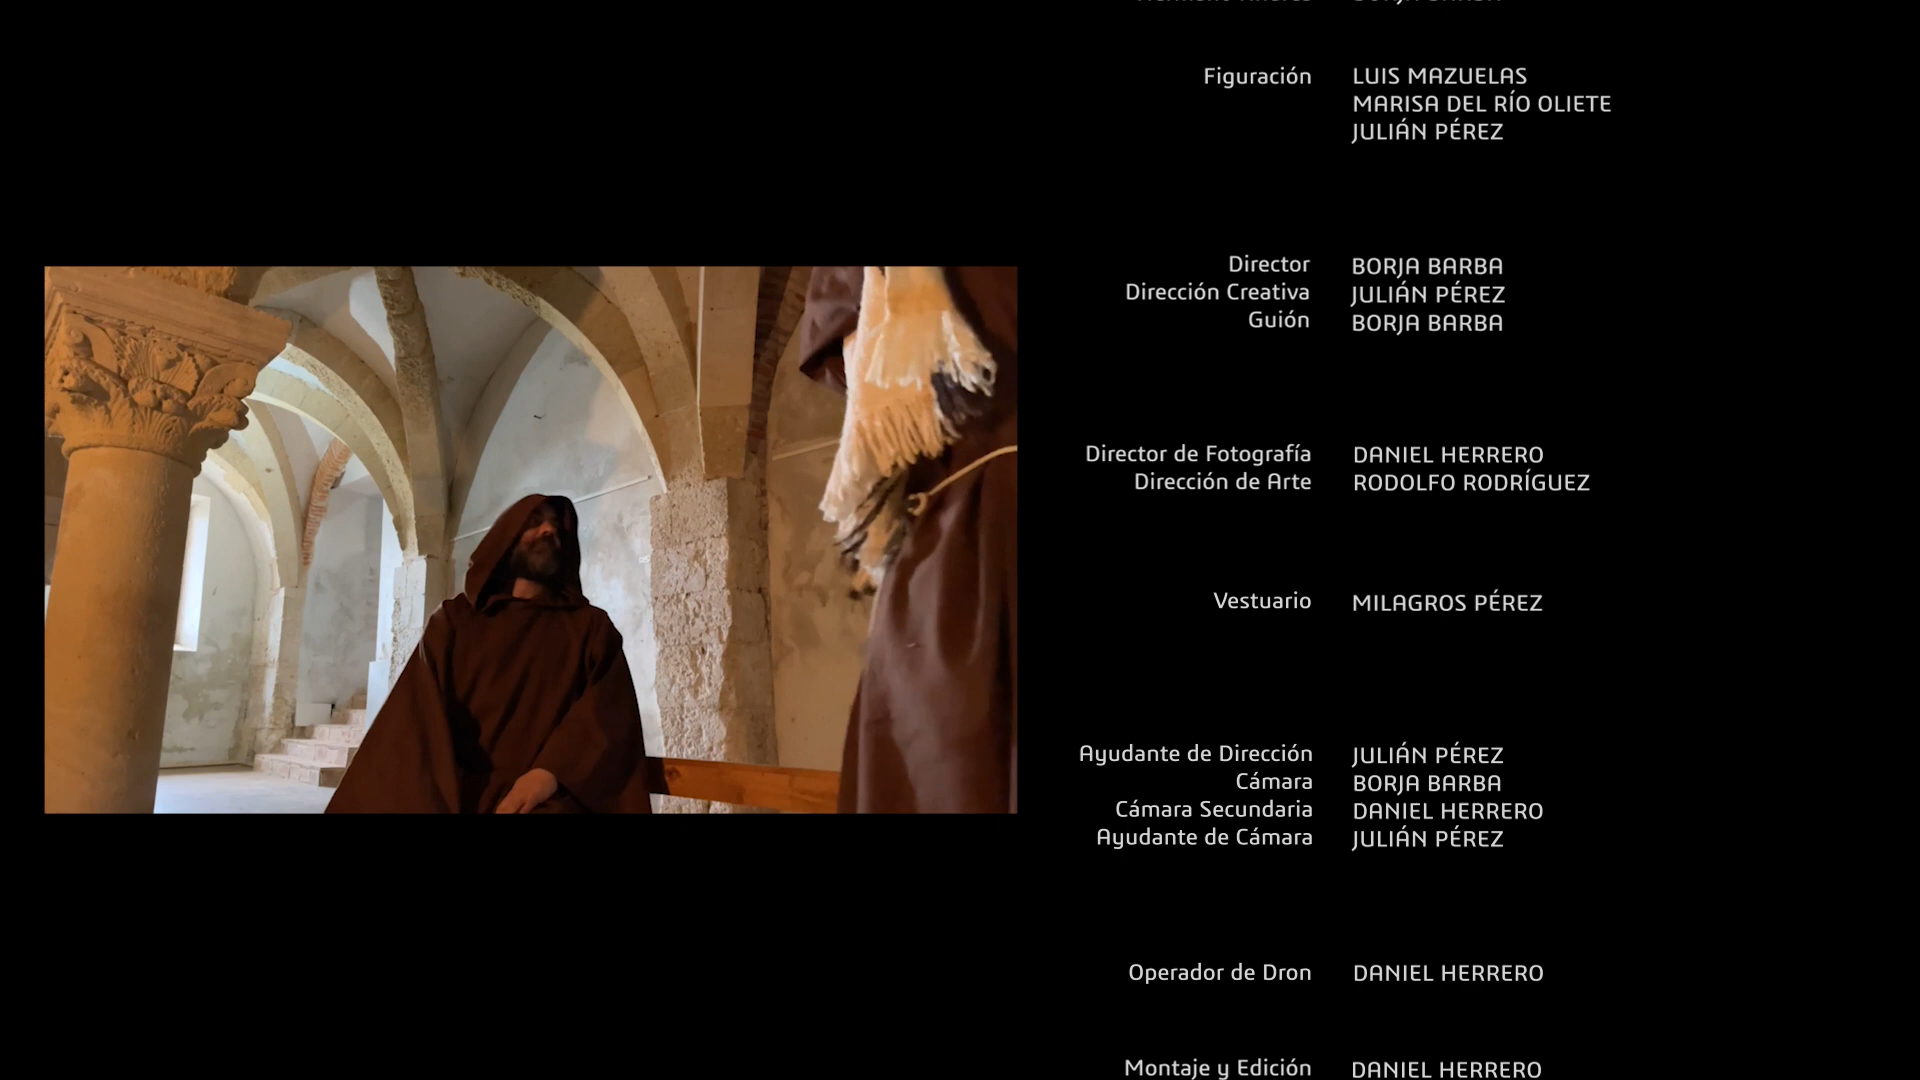 Figuración LUIS MAZUELAS
MARISA DEL RÍO OLIETE
JULIÁN PÉREZ
Director BORJA BARBA
Dirección Creativa JULIÁN PÉREZ
Guión BORJA BARBA
Director de Fotografía DANIEL HERRERO
Dirección de Arte RODOLFO RODRÍGUEZ
Vestuario MILAGROS PÉREZ
Ayudante de Dirección JULIÁN PÉREZ
Cámara BORJA BARBA
Cámara Secundaria DANIEL HERRERO
Ayudante de Cámara JULIÁN PÉREZ
Operador de Dron DANIEL HERRERO
Montaje y Edición DANIEL HERRERO